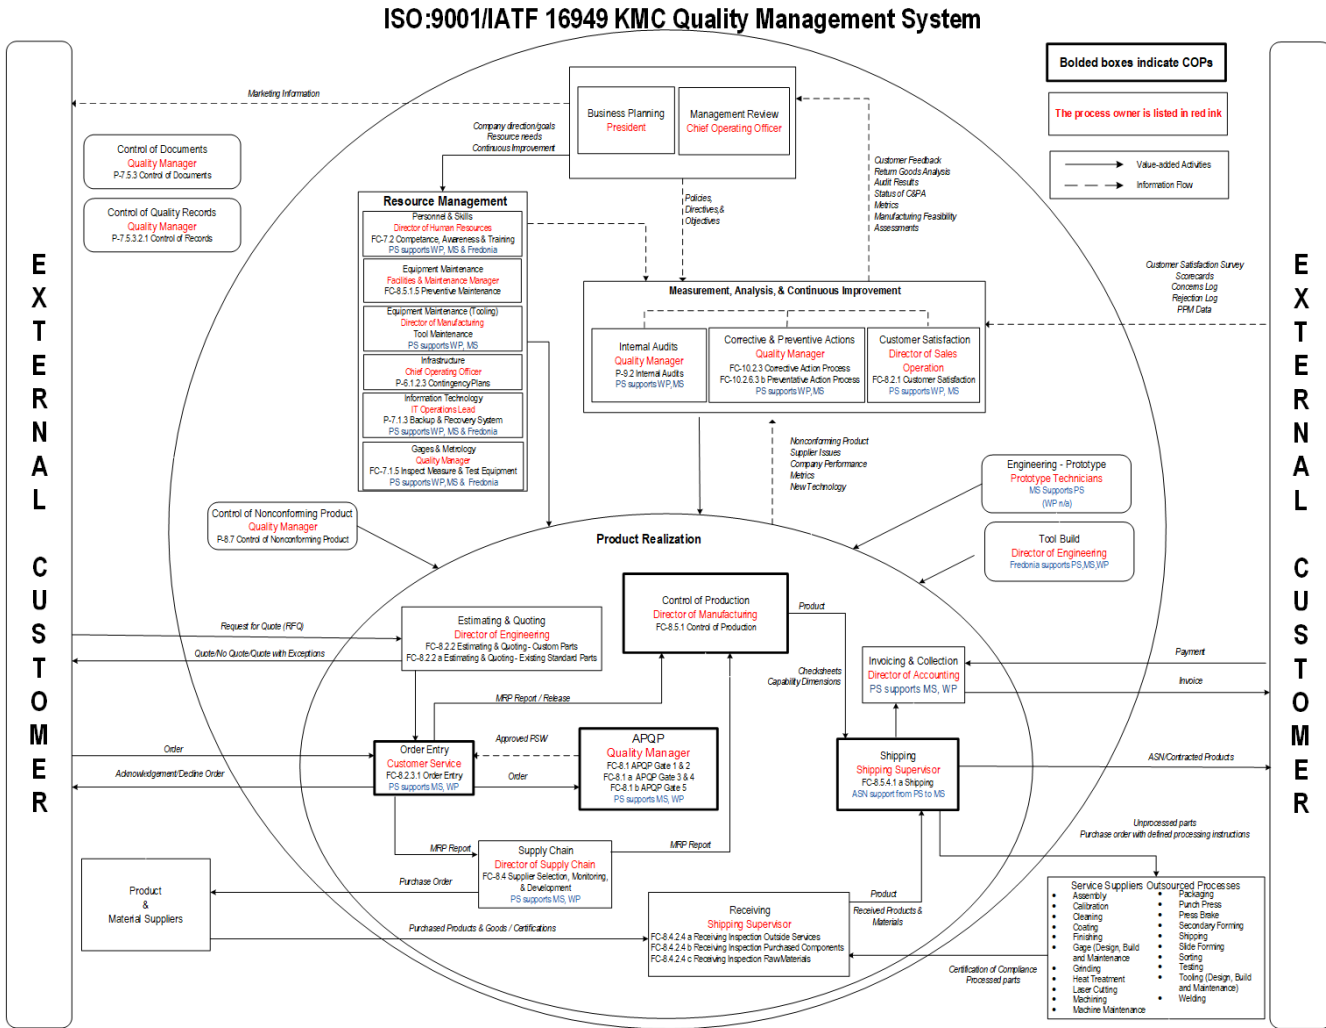 ISO:9001/IATF 16949 KMC Quality Management System
EXTERNAL CUSTOMER
EXTERNAL CUSTOMER
Bolded boxes indicate COPs
The process owner is listed in red ink
Value-added Activities
Information Flow
Marketing Information
Business Planning
President
Management Review
Chief Operating Officer
Company direction/goals
Resource needs
Continuous Improvement
Control of Documents
Quality Manager
P-7.5.3 Control of Documents
Control of Quality Records
Quality Manager
P-7.5.3.2.1 Control of Records
Customer Feedback
Return Goods Analysis
Audit Results
Status of C&PA
Metrics
Manufacturing Feasibility
Assessments
Policies,
Directives,&
Objectives
Resource Management
Personnel & Skills
Director of Human Resources
FC-7.2 Competance, Awareness & Training
PS supports WP, MS & Fredonia
Equipment Maintenance
Facilities & Maintenance Manager
FC-8.5.1.5 Preventive Maintenance
Equipment Maintenance (Tooling)
Director of Manufacturing
Tool Maintenance
PS supports WP, MS
Infrastructure
Chief Operating Officer
P-6.1.2.3 Contingency Plans
Information Technology
IT Operations Lead
P-7.1.3 Backup & Recovery System
PS supports WP, MS & Fredonia
Gages & Metrology
Quality Manager
FC-7.1.5 Inspect Measure & Test Equipment
PS supports WP, MS & Fredonia
Customer Satisfaction Survey
Scorecards
Concerns Log
Rejection Log
PPM Data
Measurement, Analysis, & Continuous Improvement
Internal Audits
Quality Manager
P-9.2 Internal Audits
PS supports WP,MS
Corrective & Preventive Actions
Quality Manager
FC-10.2.3 Corrective Action Process
FC-10.2.6.3 b Preventative Action Process
PS supports WP,MS
Customer Satisfaction
Director of Sales
Operation
FC-8.2.1 Customer Satisfaction
PS supports WP, MS
Nonconforming Product
Supplier Issues
Company Performance
Metrics
New Technology
Engineering - Prototype
Prototype Technicians
MS Supports PS
(WP n/a)
Control of Nonconforming Product
Quality Manager
P-8.7 Control of Nonconforming Product
Tool Build
Director of Engineering
Fredonia supports PS,MS,WP
Product Realization
Control of Production
Director of Manufacturing
FC-8.5.1 Control of Production
Product
Estimating & Quoting
Director of Engineering
FC-8.2.2 Estimating & Quoting - Custom Parts
FC-8.2.2 a Estimating & Quoting - Existing Standard Parts
Request for Quote (RFQ)
Quote/No Quote/Quote with Exceptions
Checksheets
Capability Dimensions
Invoicing & Collection
Director of Accounting
PS supports MS, WP
Payment
Invoice
MRP Report / Release
Order
Acknowledgement/Decline Order
Order Entry
Customer Service
FC-8.2.3.1 Order Entry
PS supports MS, WP
Approved PSW
Order
APQP
Quality Manager
FC-8.1 APQP Gate 1 & 2
FC-8.1 a APQP Gate 3 & 4
FC-8.1 b APQP Gate 5
PS supports MS, WP
Shipping
Shipping Supervisor
FC-8.5.4.1 a Shipping
ASN support from PS to MS
ASN/Contracted Products
Unprocessed parts
Purchase order with defined processing instructions
MRP Report
Supply Chain
Director of Supply Chain
FC-8.4 Supplier Selection, Monitoring,
& Development
PS supports MS, WP
MRP Report
Purchase Order
Product
&
Material Suppliers
Purchased Products & Goods / Certifications
Receiving
Shipping Supervisor
FC-8.4.2.4 a Receiving Inspection Outside Services
FC-8.4.2.4 b Receiving Inspection Purchased Components
FC-8.4.2.4 c Receiving Inspection Raw Materials
Product
Received Products &
Materials
Certification of Compliance
Processed parts
Service Suppliers Outsourced Processes
• Assembly
• Calibration
• Cleaning
• Coating
• Finishing
• Gage (Design, Build
and Maintenance)
• Grinding
• Heat Treatment
• Laser Cutting
• Machining
• Machine Maintenance
• Packaging
• Punch Press
• Press Brake
• Secondary Forming
• Shipping
• Slide Forming
• Sorting
• Testing
• Tooling (Design, Build
and Maintenance)
• Welding